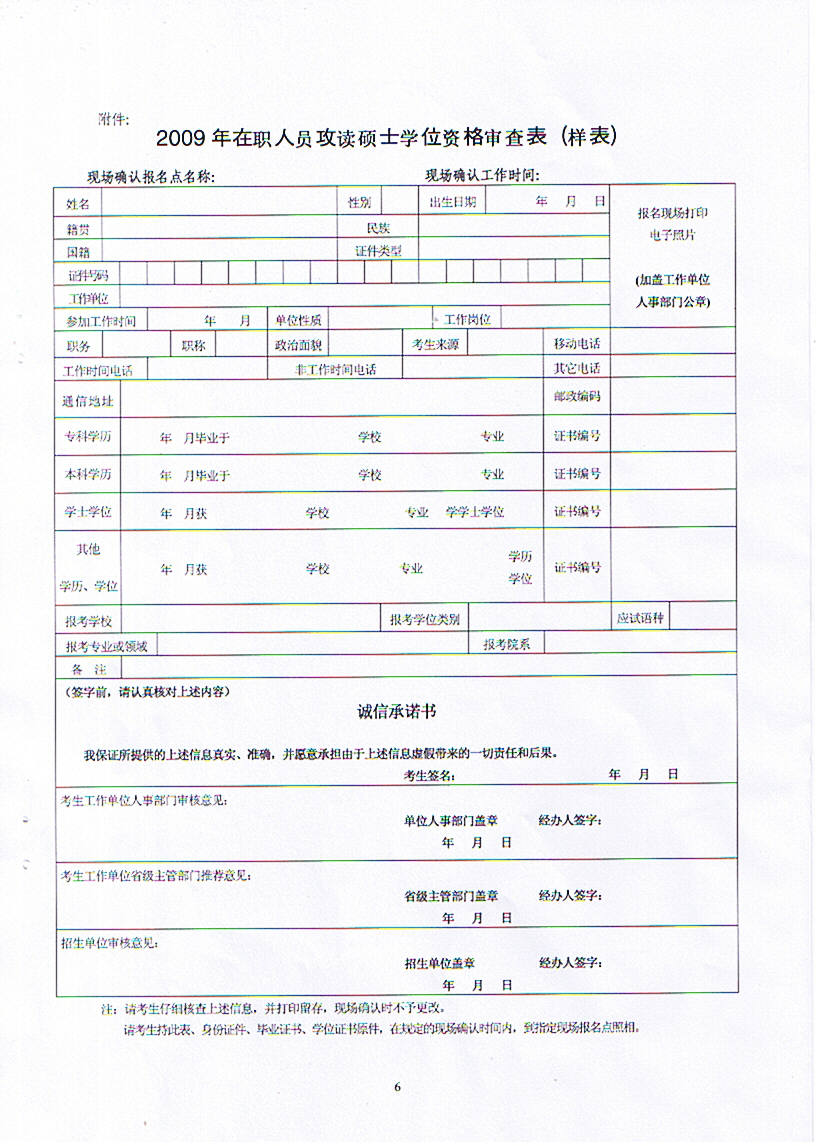 附件:
2009 年在职人员攻读硕士学位资格审查表（样表）
现场确认报名点名称: 现场确认工作时间:
姓名 性别 出生日期 年 月 日
报名现场打印
电子照片
(加盖工作单位
人事部门公章)
籍贯 民族
国籍 证件类型
证件号码
工作单位
参加工作时间 年 月 单位性质 工作岗位
职务 职称 政治面貌 考生来源 移动电话
工作时间电话 非工作时间电话 其它电话
通信地址 邮政编码
专科学历 年 月毕业于 学校 专业 证书编号
本科学历 年 月毕业于 学校 专业 证书编号
学士学位 年 月获 学校 专业 学学士学位 证书编号
其他
学历、学位 年 月获 学校 专业 学历
学位 证书编号
报考学校 报考学位类别 应试语种
报考专业或领域 报考院系
备 注
（签字前，请认真核对上述内容）
诚信承诺书
我保证所提供的上述信息真实、准确，并愿意承担由于上述信息虚假带来的一切责任和后果。
考生签名: 年 月 日
考生工作单位人事部门审核意见:
单位人事部门盖章 经办人签字:
年 月 日
考生工作单位省级主管部门推荐意见:
省级主管部门盖章 经办人签字:
年 月 日
招生单位审核意见:
招生单位盖章 经办人签字:
年 月 日
注: 请考生仔细核查上述信息，并打印留存，现场确认时不予更改。
请考生持此表、身份证件、毕业证书、学位证书原件，在规定的现场确认时间内，到指定现场报名点照相。
6